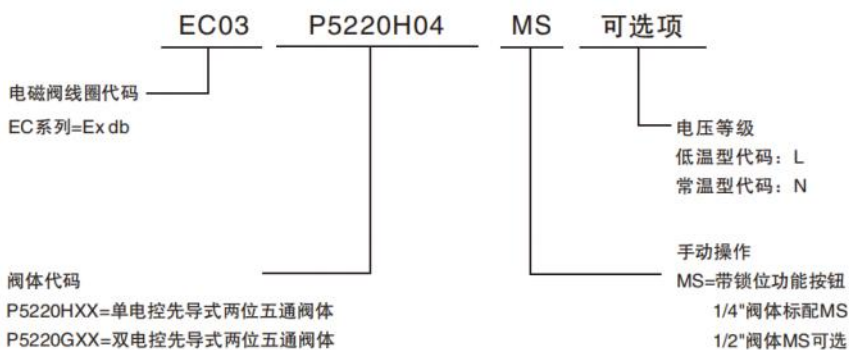 EC03 P5220H04 MS 可选项
电磁阀线圈代码
EC系列=Ex db
电压等级
低温型代码：L
常温型代码：N
手动操作
MS=带锁位功能按钮
1/4"阀体标配MS
1/2"阀体MS可选
阀体代码
P5220HXX=单电控先导式两位五通阀体
P5220GXX=双电控先导式两位五通阀体